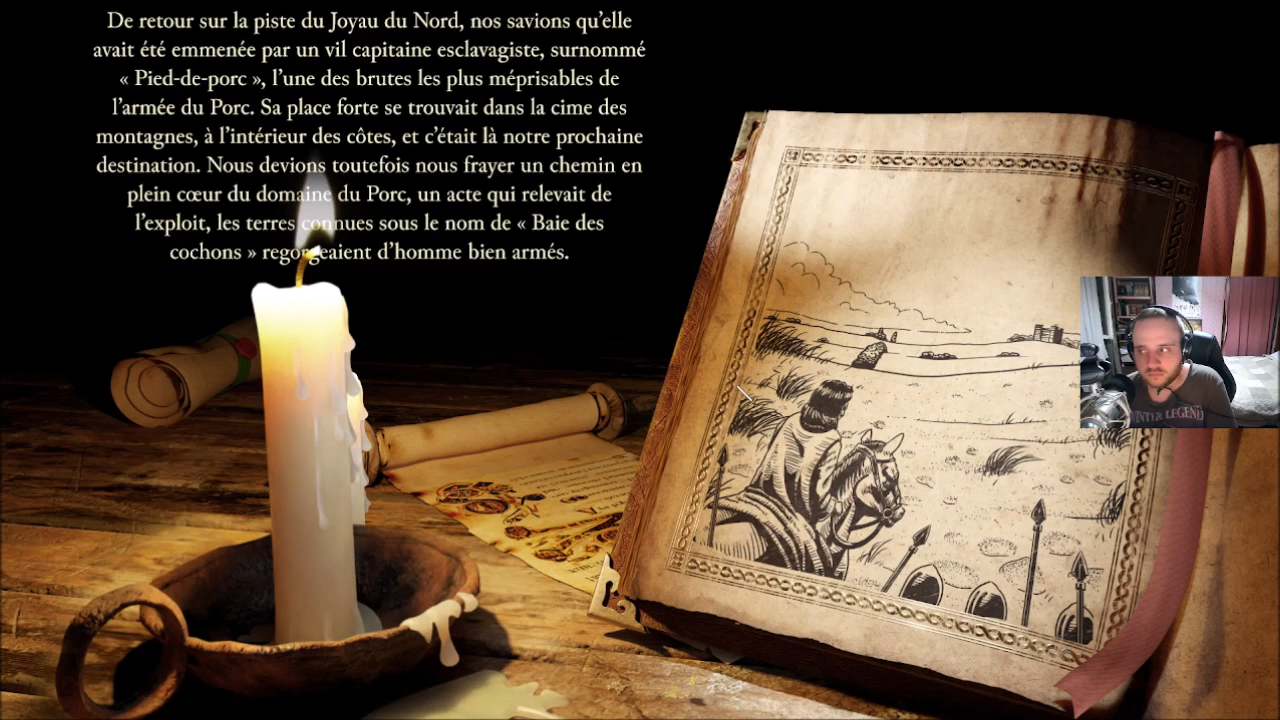 De retour sur la piste du Joyau du Nord, nos savions qu'elle
avait été emmenée par un vil capitaine esclavagiste, surnommé
« Pied-de-porc », l'une des brutes les plus méprisables de
l'armée du Porc. Sa place forte se trouvait dans la cime des
montagnes, à l'intérieur des côtes, et c'était là notre prochaine
destination. Nous devions toutefois nous frayer un chemin en
plein cœur du domaine du Porc, un acte qui relevait de
l'exploit, les terres connues sous le nom de « Baie des
cochons » regorgeaient d'homme bien armés.
LEGEND